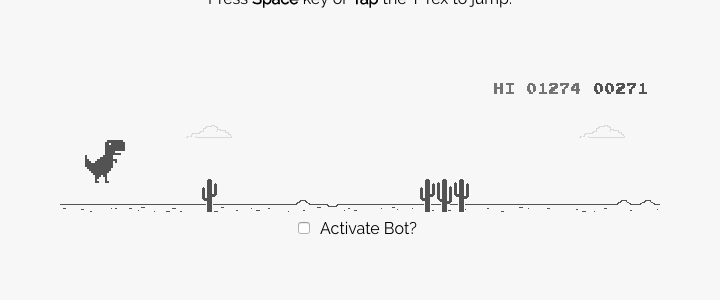 Press Space key or Tap the T-rex to jump.
HI 01274 00271
Activate Bot?